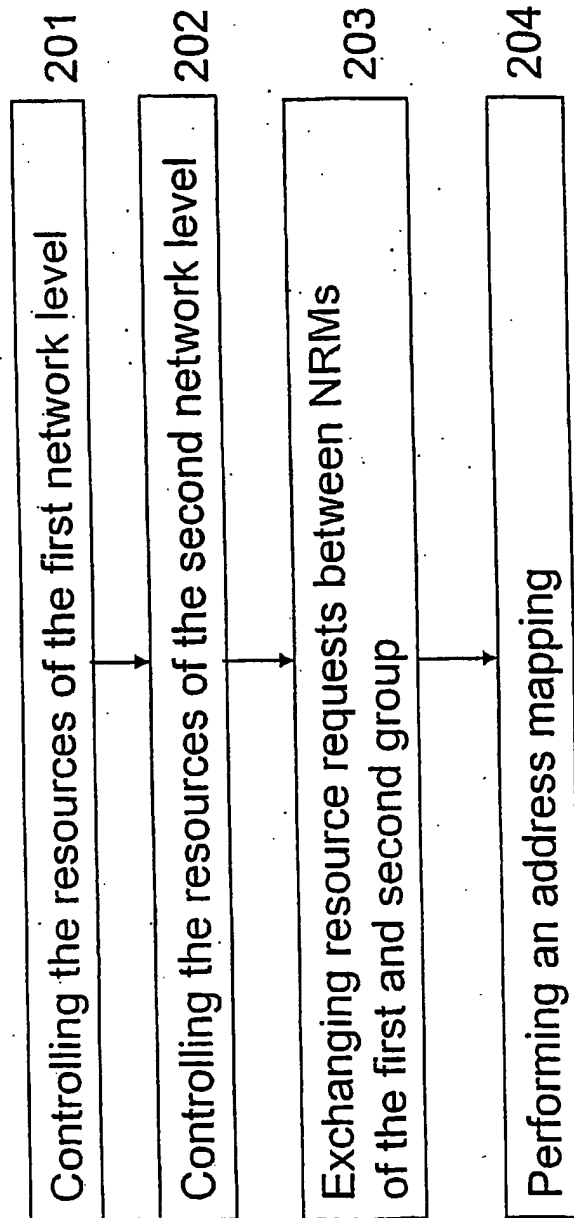 Controlling the resources of the first network level
201
Controlling the resources of the second network level
202
Exchanging resource requests between NRMs
of the first and second group
203
Performing an address mapping
204